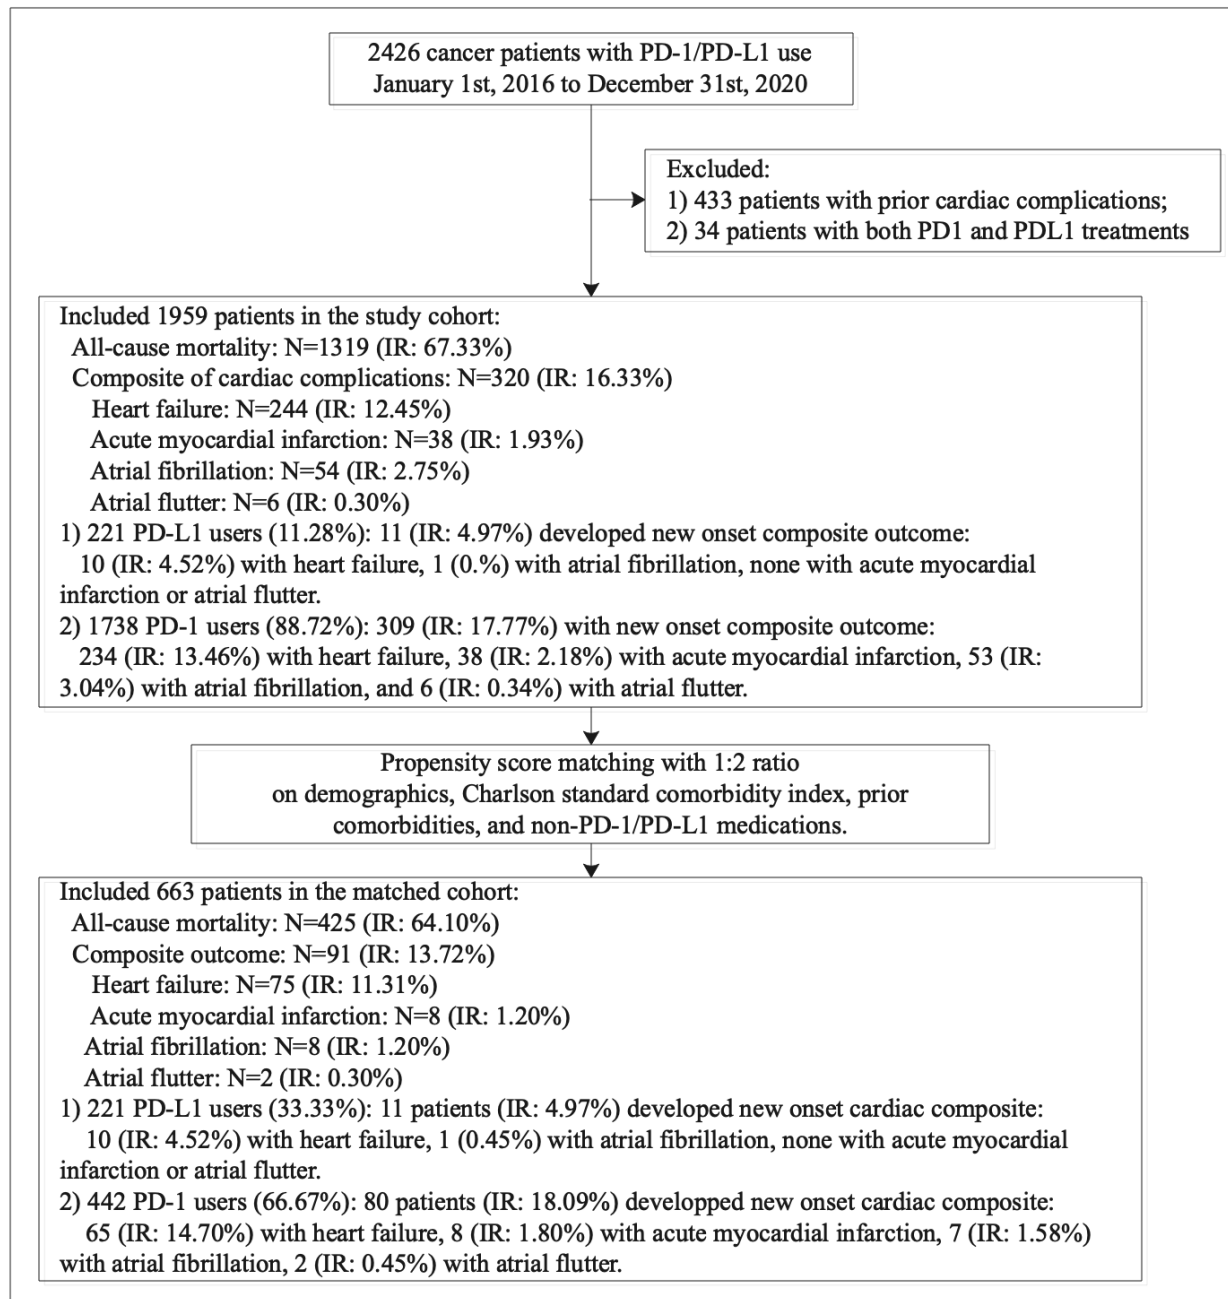 2426 cancer patients with PD-1/PD-L1 use
January 1st, 2016 to December 31st, 2020
Excluded:
1) 433 patients with prior cardiac complications;
2) 34 patients with both PD1 and PDL1 treatments
Included 1959 patients in the study cohort:
All-cause mortality: N=1319 (IR: 67.33%)
Composite of cardiac complications: N=320 (IR: 16.33%)
Heart failure: N=244 (IR: 12.45%)
Acute myocardial infarction: N=38 (IR: 1.93%)
Atrial fibrillation: N=54 (IR: 2.75%)
Atrial flutter: N=6 (IR: 0.30%)
1) 221 PD-L1 users (11.28%): 11 (IR: 4.97%) developed new onset composite outcome:
10 (IR: 4.52%) with heart failure, 1 (0.%) with atrial fibrillation, none with acute myocardial
infarction or atrial flutter.
2) 1738 PD-1 users (88.72%): 309 (IR: 17.77%) with new onset composite outcome:
234 (IR: 13.46%) with heart failure, 38 (IR: 2.18%) with acute myocardial infarction, 53 (IR:
3.04%) with atrial fibrillation, and 6 (IR: 0.34%) with atrial flutter.
Propensity score matching with 1:2 ratio
on demographics, Charlson standard comorbidity index, prior
comorbidities, and non-PD-1/PD-L1 medications.
Included 663 patients in the matched cohort:
All-cause mortality: N=425 (IR: 64.10%)
Composite outcome: N=91 (IR: 13.72%)
Heart failure: N=75 (IR: 11.31%)
Acute myocardial infarction: N=8 (IR: 1.20%)
Atrial fibrillation: N=8 (IR: 1.20%)
Atrial flutter: N=2 (IR: 0.30%)
1) 221 PD-L1 users (33.33%): 11 patients (IR: 4.97%) developed new onset cardiac composite:
10 (IR: 4.52%) with heart failure, 1 (0.45%) with atrial fibrillation, none with acute myocardial
infarction or atrial flutter.
2) 442 PD-1 users (66.67%): 80 patients (IR: 18.09%) developped new onset cardiac composite:
65 (IR: 14.70%) with heart failure, 8 (IR: 1.80%) with acute myocardial infarction, 7 (IR: 1.58%)
with atrial fibrillation, 2 (IR: 0.45%) with atrial flutter.